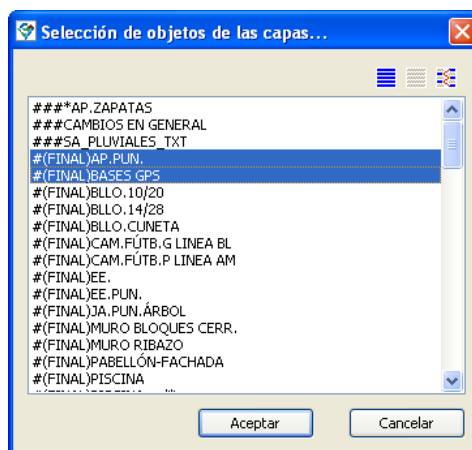 Selección de objetos de las capas...
###*AP.ZAPATAS
###CAMBIOS EN GENERAL
###SA_PLUVIALES_TXT
#(FINAL)AP.PUN.
#(FINAL)BASES GPS
#(FINAL)BLLO.10/20
#(FINAL)BLLO.14/28
#(FINAL)BLLO.CUNETA
#(FINAL)CAM.FÚTB.G LINEA BL
#(FINAL)CAM.FÚTB.P LINEA AM
#(FINAL)EE.
#(FINAL)EE.PUN.
#(FINAL)JA.PUN.ÁRBOL
#(FINAL)MURO BLOQUES CERR.
#(FINAL)MURO RIBAZO
#(FINAL)PABELLÓN-FACHADA
#(FINAL)PISCINA
Aceptar Cancelar